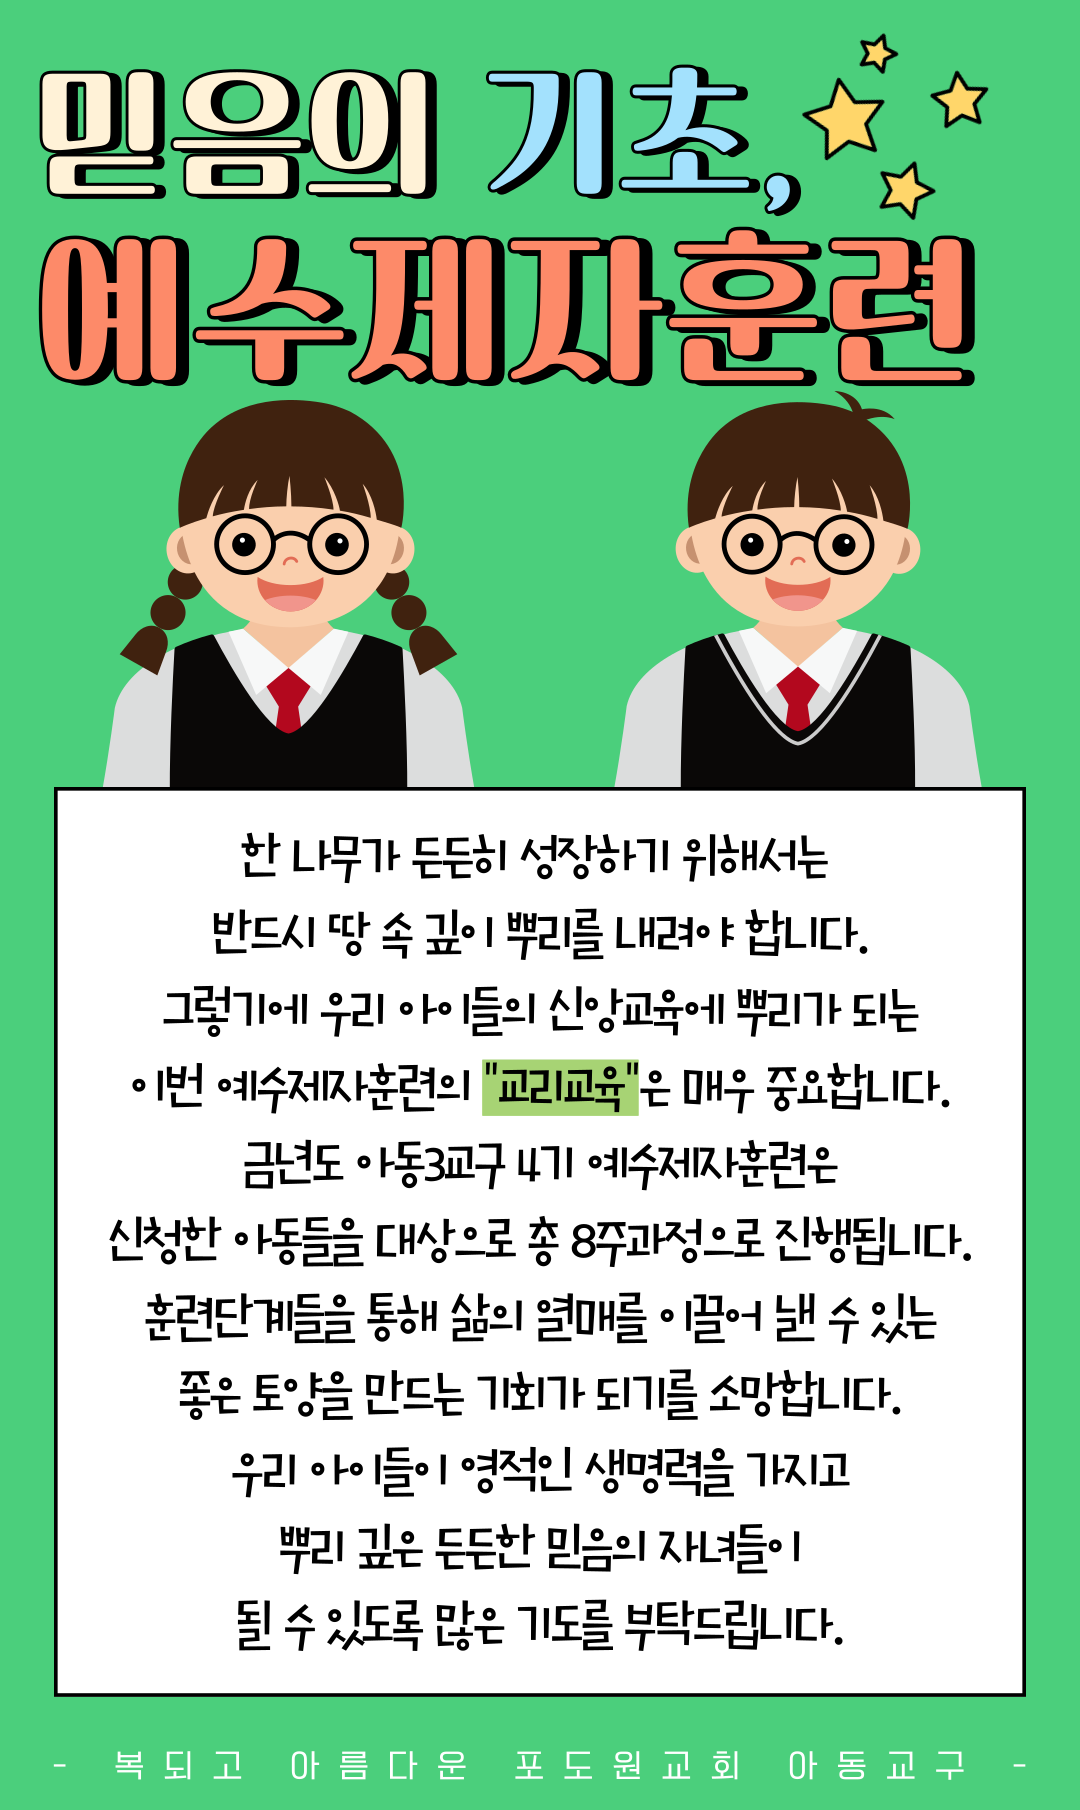 믿음의 기초,
예수제자훈련
한 나무가 든든히 성장하기 위해서는
반드시 땅 속 깊이 뿌리를 내려야 합니다.
그렇기에 우리 아이들의 신앙교육에 뿌리가 되는
이번 예수제자훈련의 "교리교육"은 매우 중요합니다.
금년도 아동3교구 4기 예수제자훈련은
신청한 아동들을 대상으로 총 8주과정으로 진행됩니다.
훈련단계들을 통해 삶의 열매를 이끌어 낼 수 있는
좋은 토양을 만드는 기회가 되기를 소망합니다.
우리 아이들이 영적인 생명력을 가지고
뿌리 깊은 든든한 믿음의 자녀들이
될 수 있도록 많은 기도를 부탁드립니다.
- 복되고 아름다운 포도원교회 아동교구 -